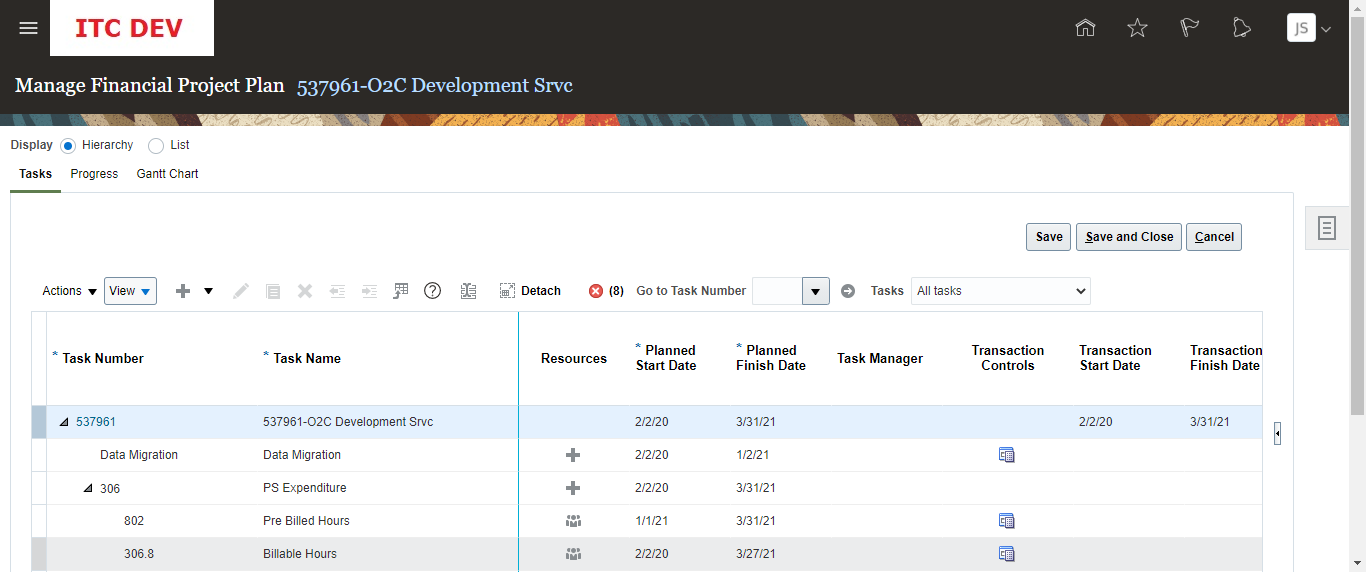 ITC DEV
JS
Manage Financial Project Plan 537961-O2C Development Srvc
Display Hierarchy List
Tasks Progress Gantt Chart
Save Save and Close Cancel
Actions View Detach (8) Go to Task Number Tasks All tasks
* Task Number * Task Name Resources * Planned Start Date * Planned Finish Date Task Manager Transaction Controls Transaction Start Date Transaction Finish Date
537961 537961-O2C Development Srvc 2/2/20 3/31/21 2/2/20 3/31/21
Data Migration Data Migration 2/2/20 1/2/21
306 PS Expenditure 2/2/20 3/31/21
802 Pre Billed Hours 1/1/21 3/31/21
306.8 Billable Hours 2/2/20 3/27/21